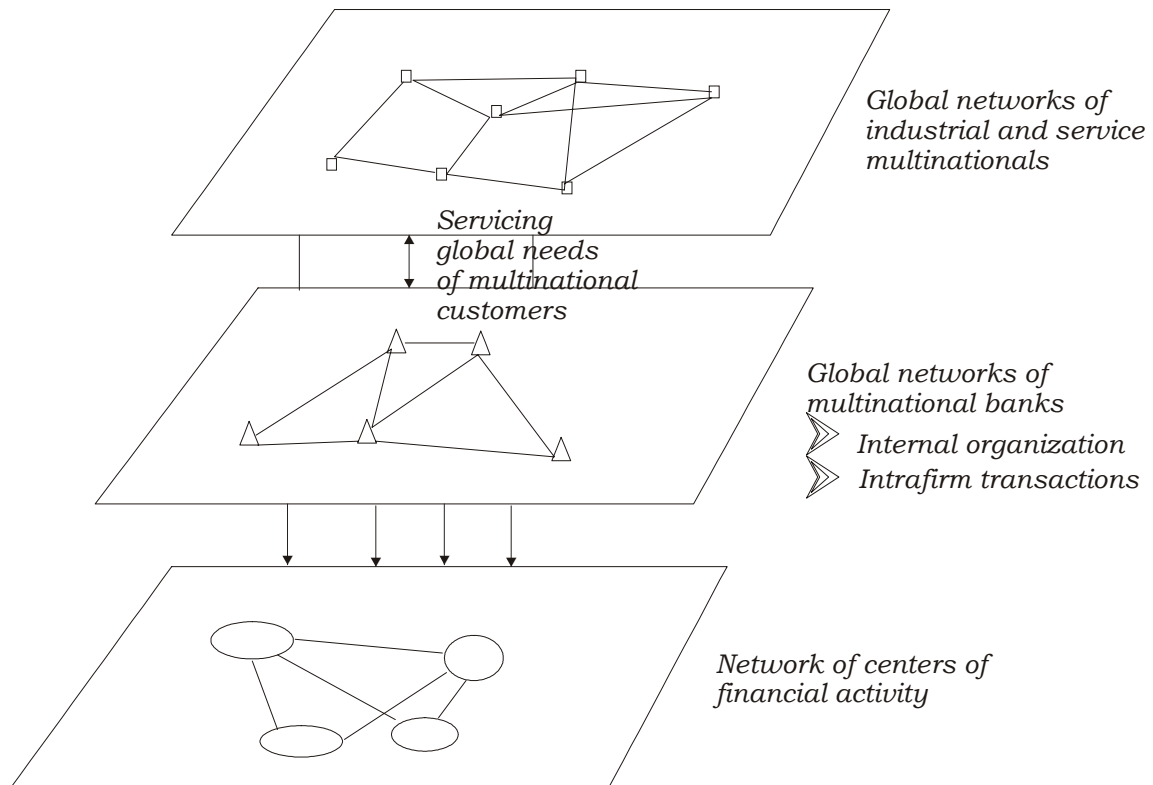 Global networks of
industrial and service
multinationals
Servicing
global needs
of multinational
customers
Global networks of
multinational banks
Internal organization
Intrafirm transactions
Network of centers of
financial activity